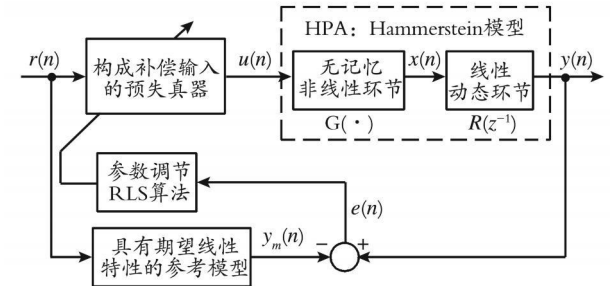 HPA：Hammerstein模型
r(n)
构成补偿输入
的预失真器
u(n)
无记忆
非线性环节
x(n)
线性
动态环节
y(n)
G(·)
R(z⁻¹)
参数调节
RLS算法
e(n)
具有期望线性
特性的参考模型
yₘ(n)
−
+